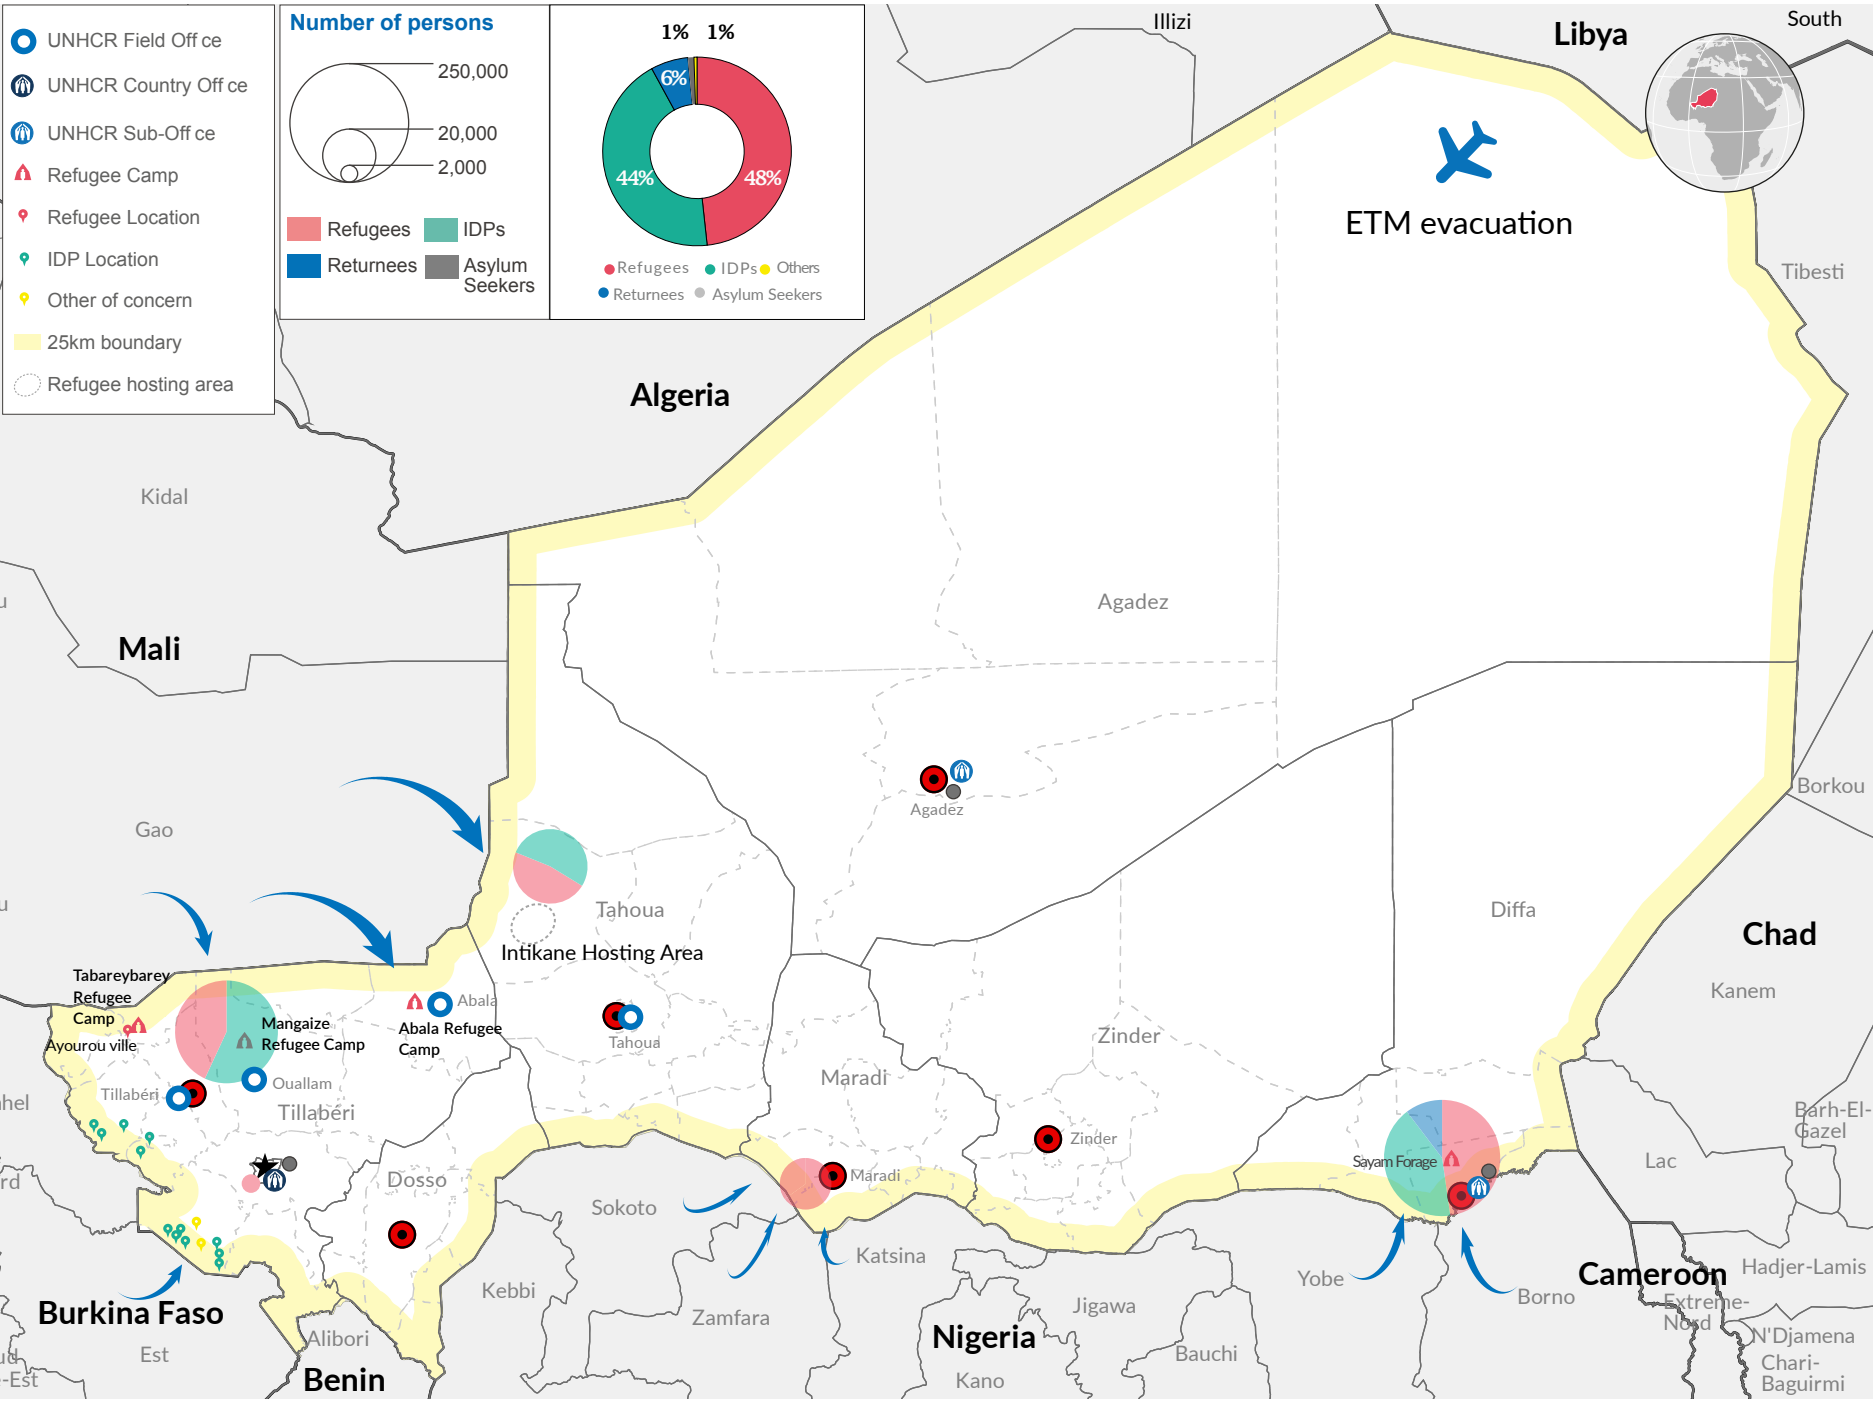 UNHCR Field Off ce
UNHCR Country Off ce
UNHCR Sub-Off ce
Refugee Camp
Refugee Location
IDP Location
Other of concern
25km boundary
Refugee hosting area
Number of persons
250,000
20,000
2,000
Refugees
IDPs
Returnees
Asylum
Seekers
1% 1%
6%
44%
48%
Refugees IDPs Others
Returnees Asylum Seekers
Illizi
Libya
South
ETM evacuation
Tibesti
Algeria
Kidal
Mali
Agadez
Agadez
Borkou
Gao
Tahoua
Intikane Hosting Area
Diffa
Chad
Kanem
Tabareybarey
Refugee
Camp
Ayourou ville
Mangaize
Refugee Camp
Abala
Abala Refugee
Camp
Tahoua
Zinder
Maradi
Tillabéri
Ouallam
Tillabéri
Zinder
Barh-El-
Gazel
Sayam Forage
Lac
Dosso
Maradi
Sokoto
Katsina
Kebbi
Zamfara
Yobe
Borno
Cameroon
Hadjer-Lamis
Extreme-
Nord
Burkina Faso
Est
Alibori
Benin
Nigeria
Jigawa
Kano
Bauchi
N'Djamena
Chari-
Baguirmi
-Est